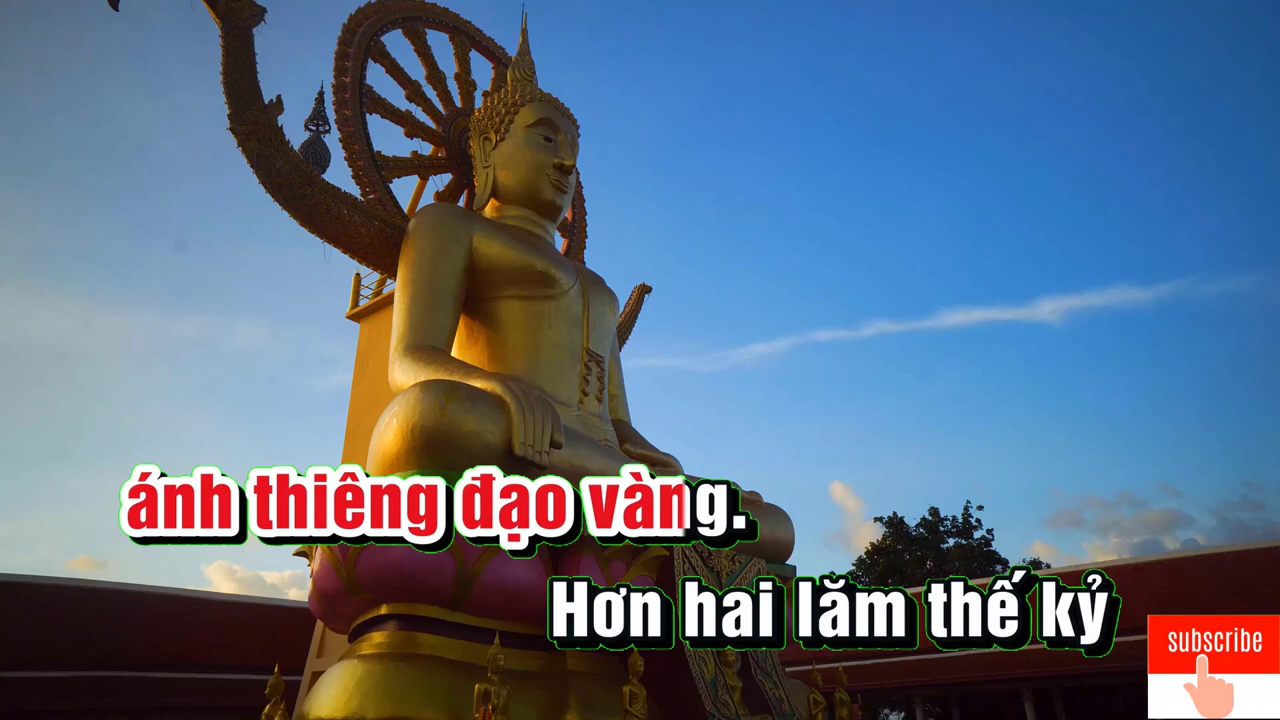 ánh thiêng đạo vàng.
Hơn hai lăm thế kỷ
subscribe